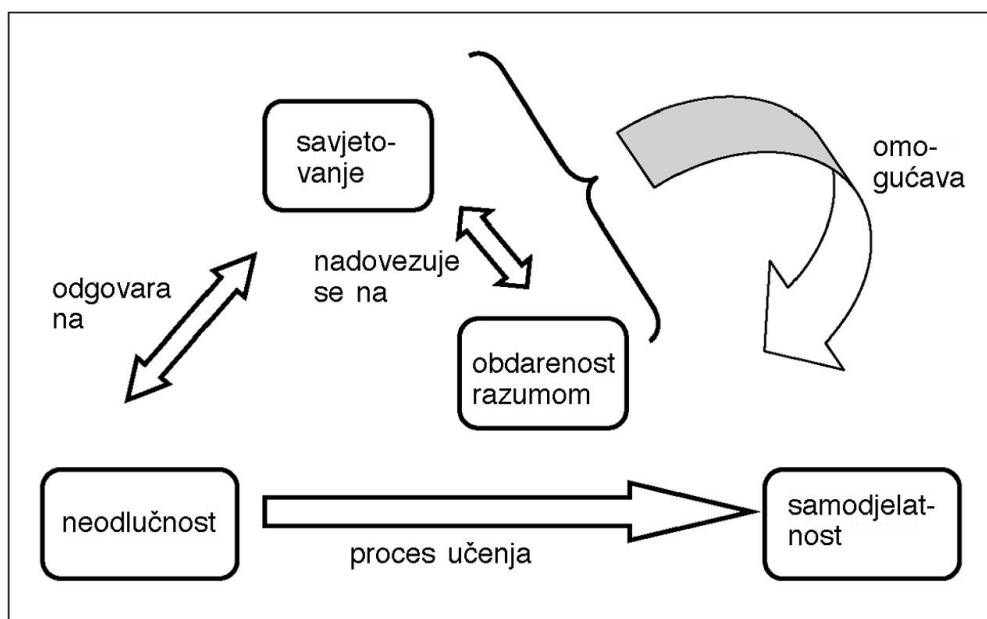 savjeto-
vanje
omo-
gućava
odgovara
na
nadovezuje
se na
obdarenost
razumom
neodlučnost
proces učenja
samodjelat-
nost